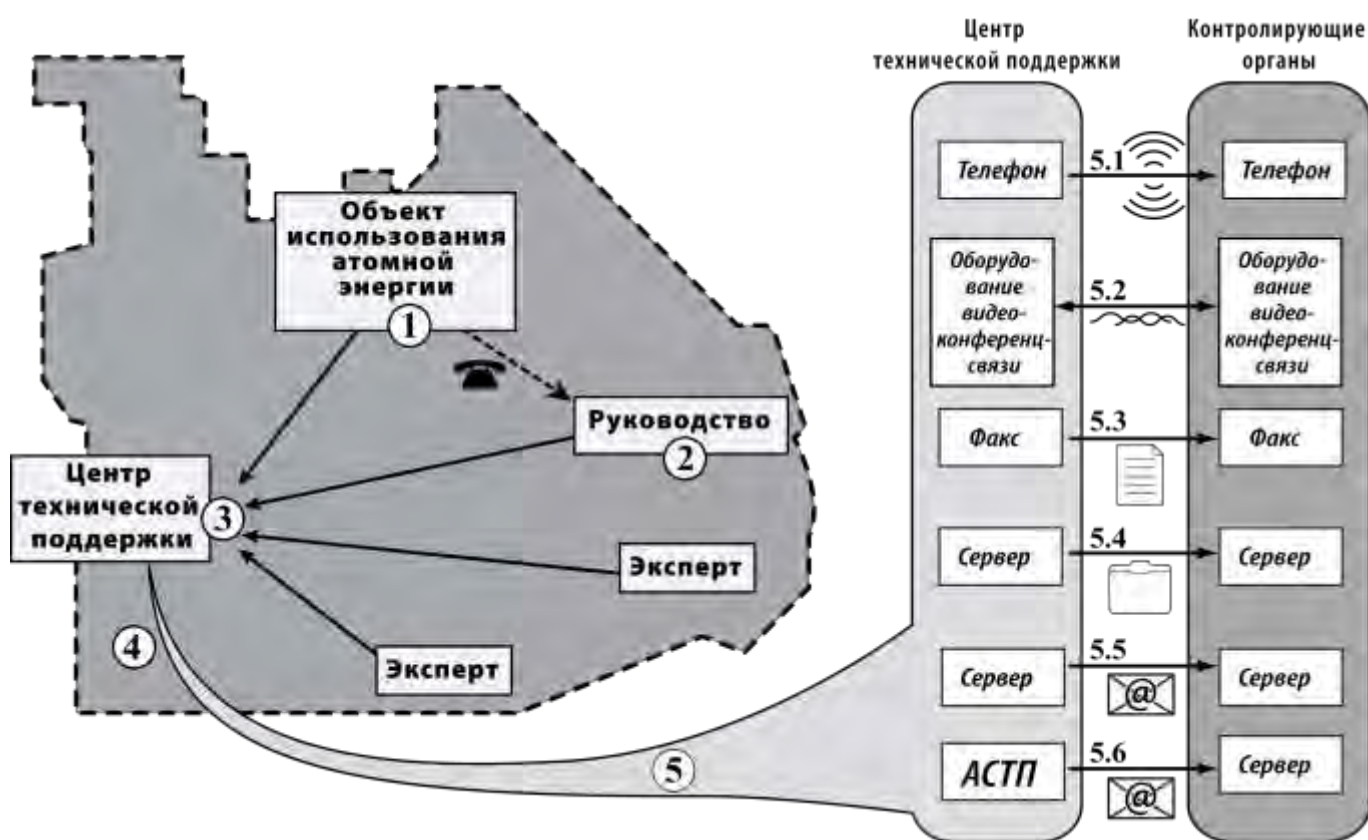 Объект
использования
атомной
энергии
1
Руководство
2
Центр
технической
поддержки
3
Эксперт
Эксперт
4
5
Центр
технической поддержки
Контролирующие
органы
Телефон
5.1
Телефон
Оборудо-
вание
видео-
конференц-
связи
5.2
Оборудо-
вание
видео-
конференц-
связи
Факс
5.3
Факс
Сервер
5.4
Сервер
Сервер
5.5
@
Сервер
АСТП
5.6
@
Сервер